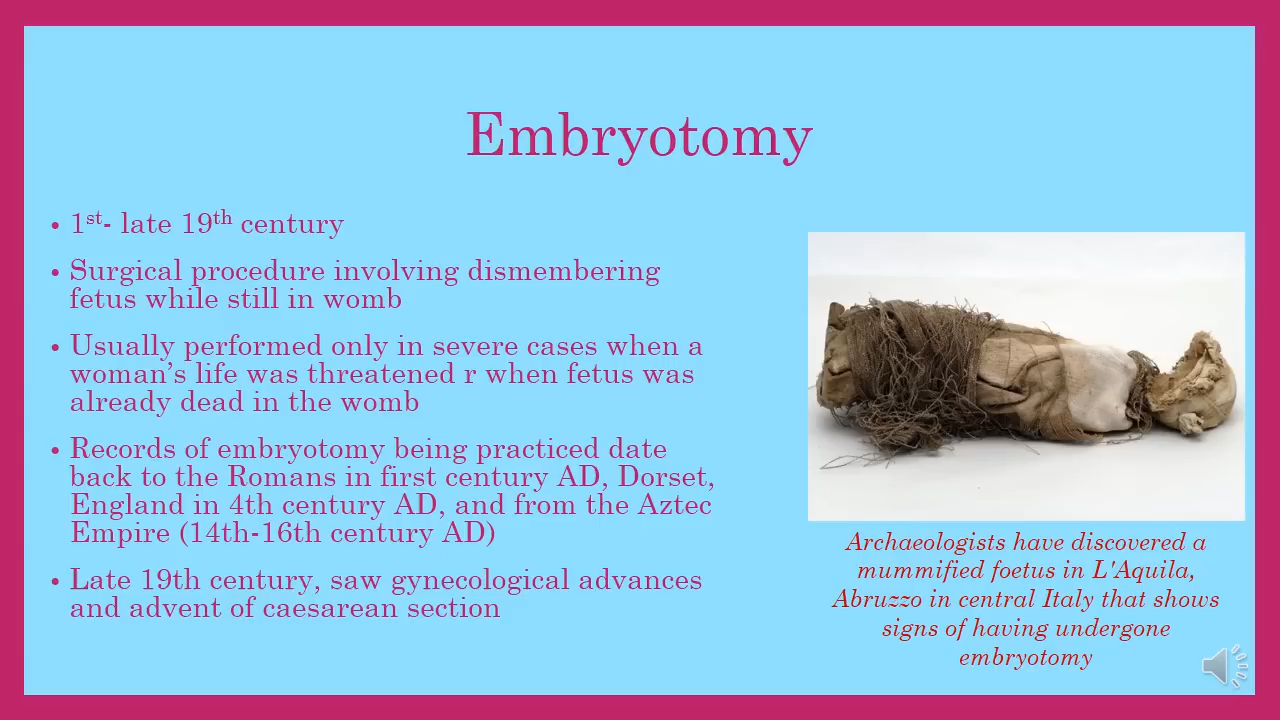 Embryotomy
• 1st- late 19th century
• Surgical procedure involving dismembering
fetus while still in womb
• Usually performed only in severe cases when a
woman’s life was threatened r when fetus was
already dead in the womb
• Records of embryotomy being practiced date
back to the Romans in first century AD, Dorset,
England in 4th century AD, and from the Aztec
Empire (14th-16th century AD)
• Late 19th century, saw gynecological advances
and advent of caesarean section
Archaeologists have discovered a
mummified foetus in L'Aquila,
Abruzzo in central Italy that shows
signs of having undergone
embryotomy